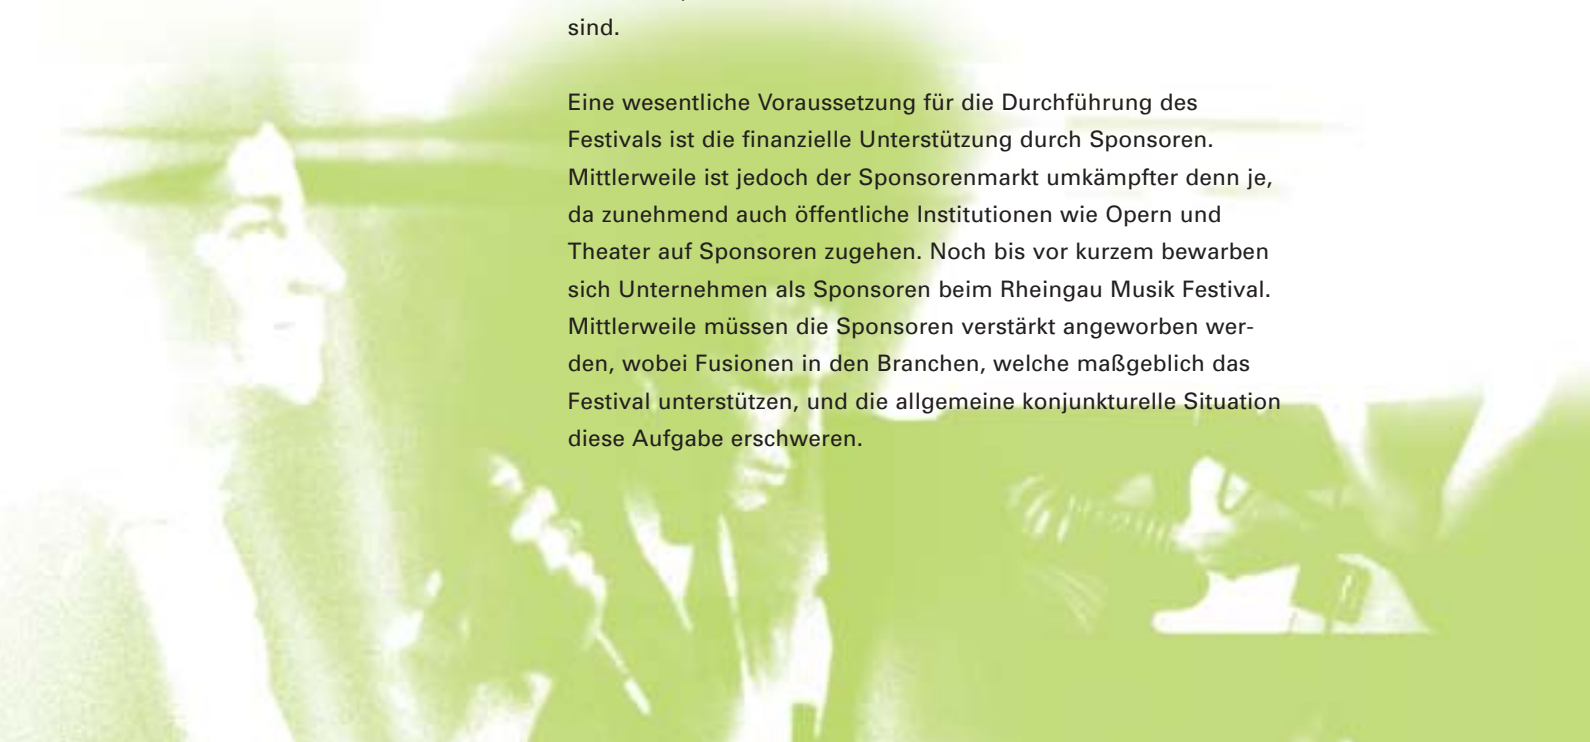 sind.
Eine wesentliche Voraussetzung für die Durchführung des
Festivals ist die finanzielle Unterstützung durch Sponsoren.
Mittlerweile ist jedoch der Sponsorenmarkt umkämpfter denn je,
da zunehmend auch öffentliche Institutionen wie Opern und
Theater auf Sponsoren zugehen. Noch bis vor kurzem bewarben
sich Unternehmen als Sponsoren beim Rheingau Musik Festival.
Mittlerweile müssen die Sponsoren verstärkt angeworben wer-
den, wobei Fusionen in den Branchen, welche maßgeblich das
Festival unterstützen, und die allgemeine konjunkturelle Situation
diese Aufgabe erschweren.